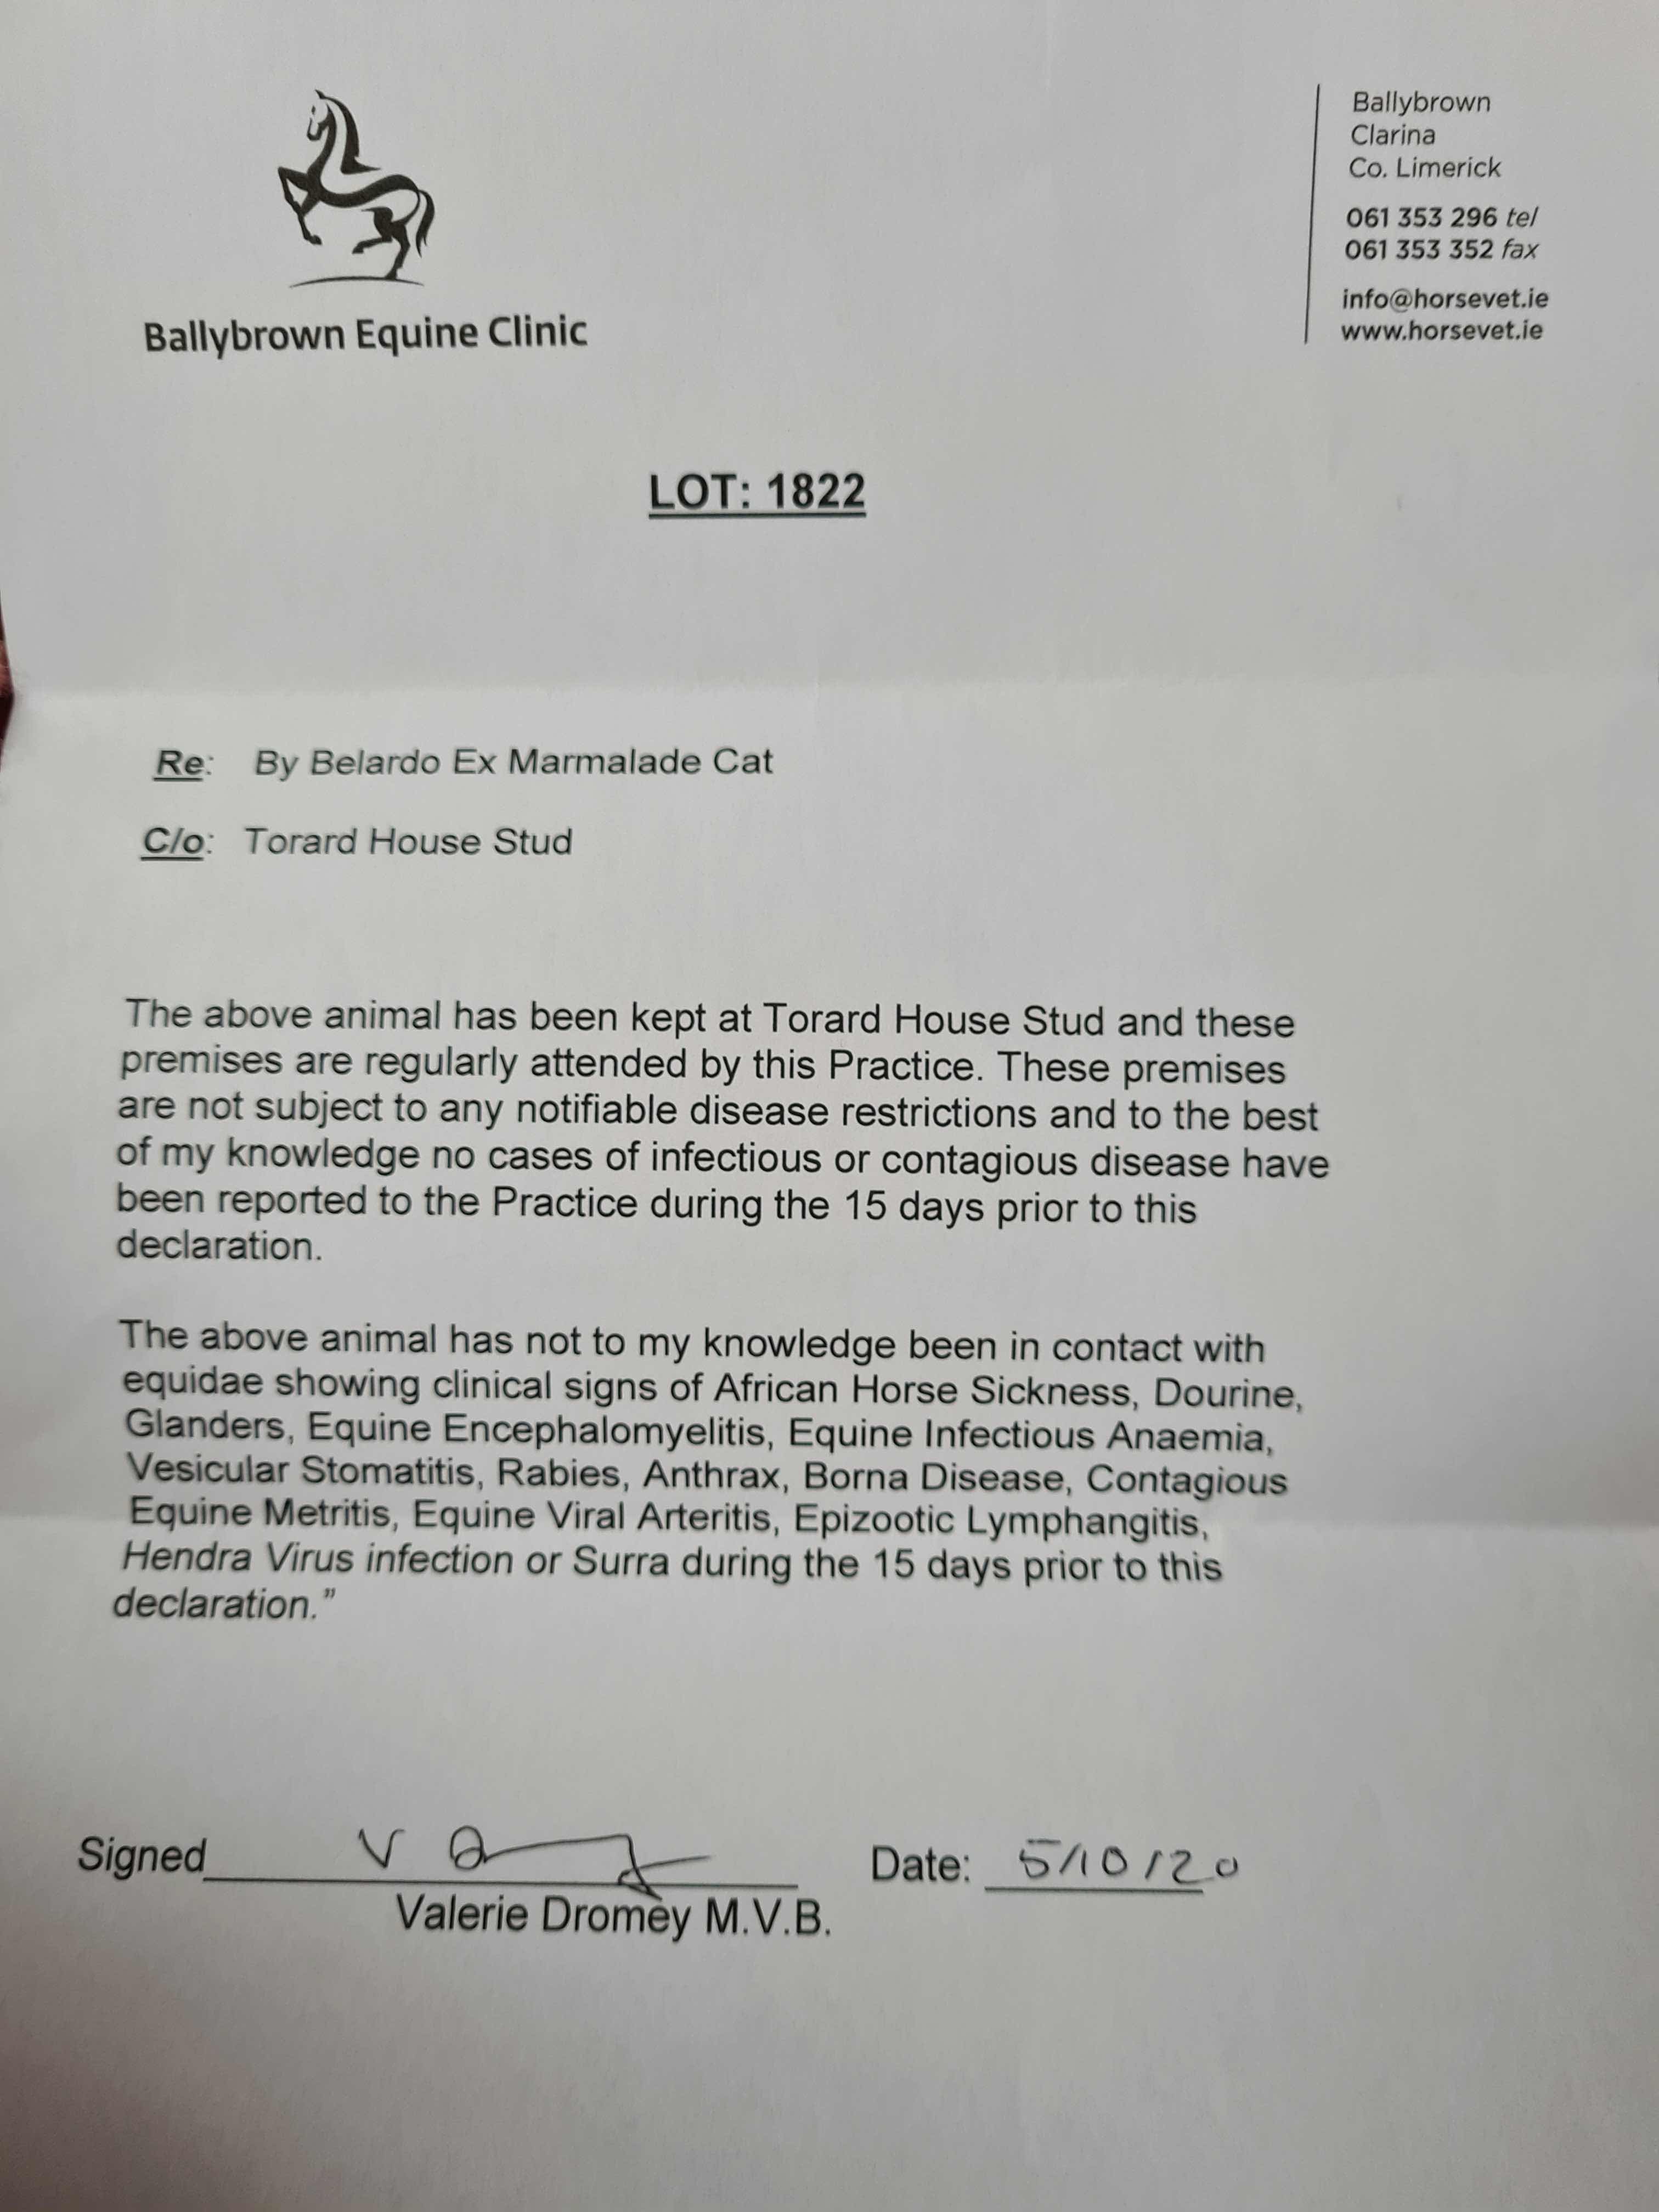 Ballybrown Equine Clinic
Ballybrown
Clarina
Co. Limerick
061 353 296 tel
061 353 352 fax
info@horsevet.ie
www.horsevet.ie
LOT: 1822
Re: By Belardo Ex Marmalade Cat
C/o: Torard House Stud
The above animal has been kept at Torard House Stud and these
premises are regularly attended by this Practice. These premises
are not subject to any notifiable disease restrictions and to the best
of my knowledge no cases of infectious or contagious disease have
been reported to the Practice during the 15 days prior to this
declaration.
The above animal has not to my knowledge been in contact with
equidae showing clinical signs of African Horse Sickness, Dourine,
Glanders, Equine Encephalomyelitis, Equine Infectious Anaemia,
Vesicular Stomatitis, Rabies, Anthrax, Borna Disease, Contagious
Equine Metritis, Equine Viral Arteritis, Epizootic Lymphangitis,
Hendra Virus infection or Surra during the 15 days prior to this
declaration.”
Signed V Date: 5/10/20
Valerie Dromey M.V.B.